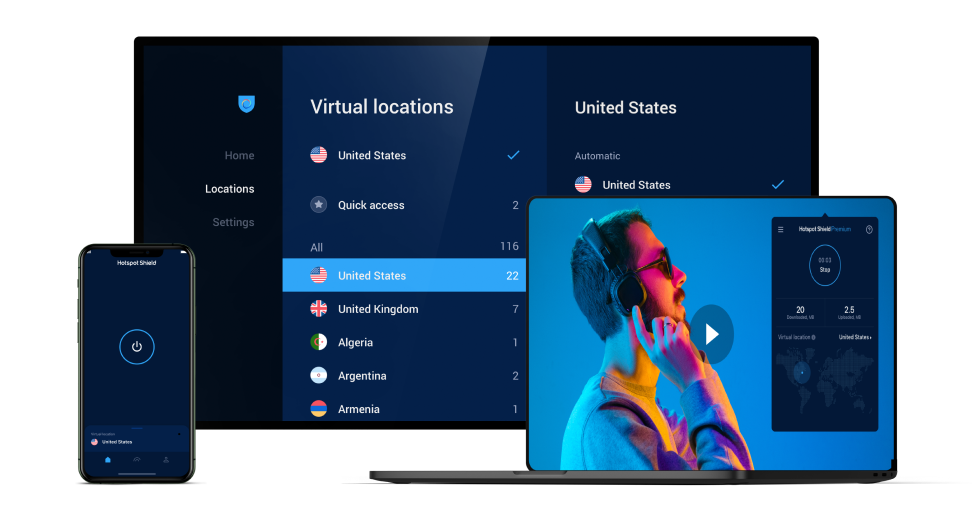 Virtual locations
United States
Home
United States
Automatic
Locations
United States
Quick access 2
Settings
All 116
United States 22
United Kingdom 7
Algeria 1
Argentina 2
Armenia 1
Hotspot Shield
Virtual location
United States
Hotspot Shield Premium
00:03
Stop
20 2.5
Downloaded, MB Uploaded, MB
Virtual location United States